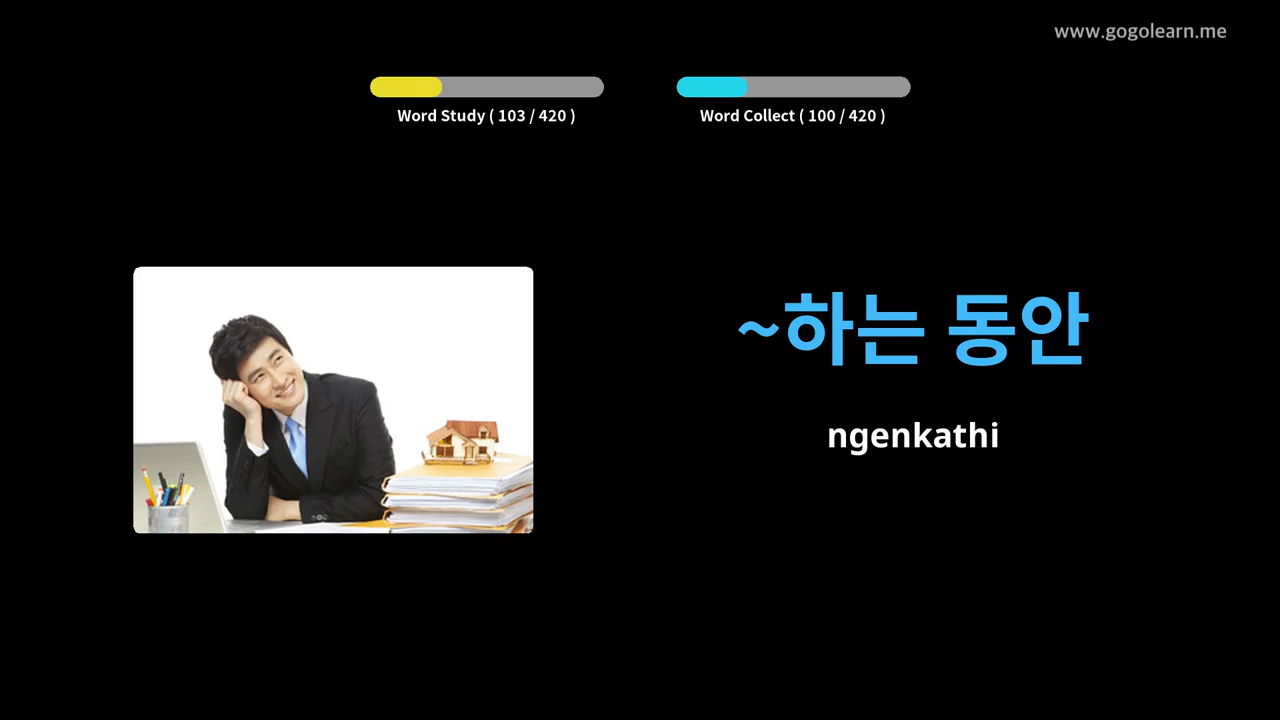 www.gogolearn.me
Word Study ( 103 / 420 )
Word Collect ( 100 / 420 )
~하는 동안
ngenkathi